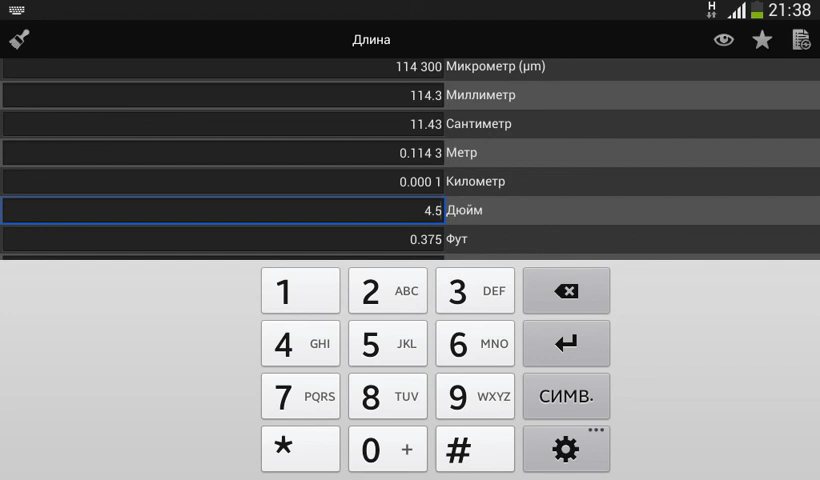 H 21:38
Длина
114 300 Микрометр (µm)
114.3 Миллиметр
11.43 Сантиметр
0.114 3 Метр
0.000 1 Километр
4.5 Дюйм
0.375 Фут
1 2 ABC 3 DEF
4 GHI 5 JKL 6 MNO
7 PQRS 8 TUV 9 WXYZ СИМВ.
* 0 + # ...